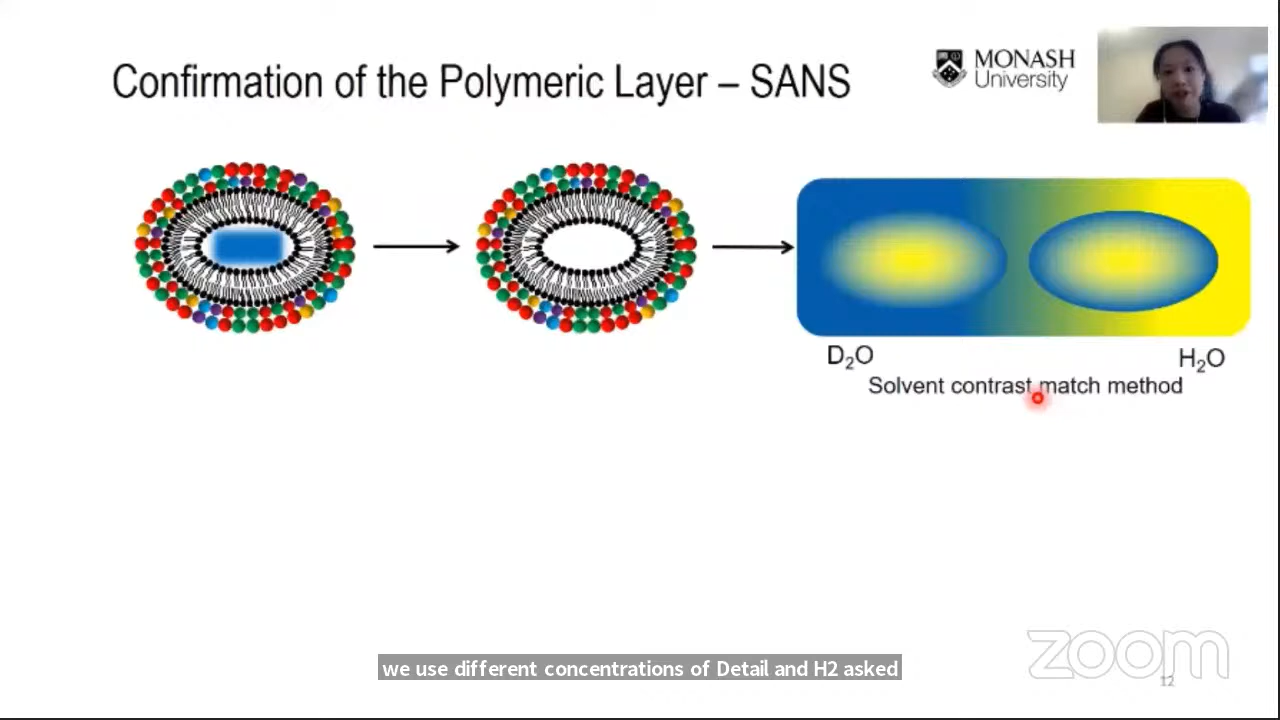 Confirmation of the Polymeric Layer – SANS
MONASH
University
D₂O
H₂O
Solvent contrast match method
we use different concentrations of Detail and H2 asked
zoom
12